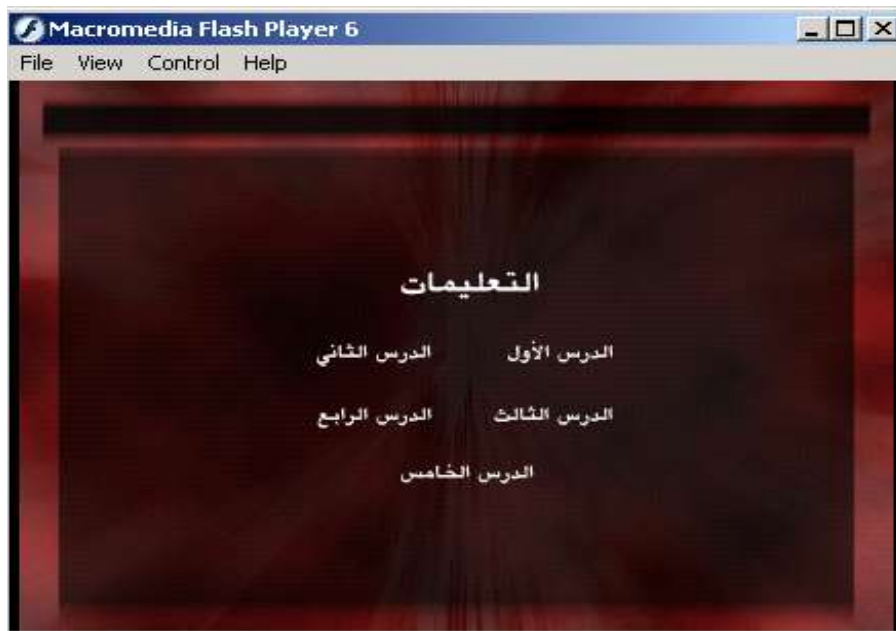 Macromedia Flash Player 6
File View Control Help
التعليمات
الدرس الأول الدرس الثاني
الدرس الثالث الدرس الرابع
الدرس الخامس